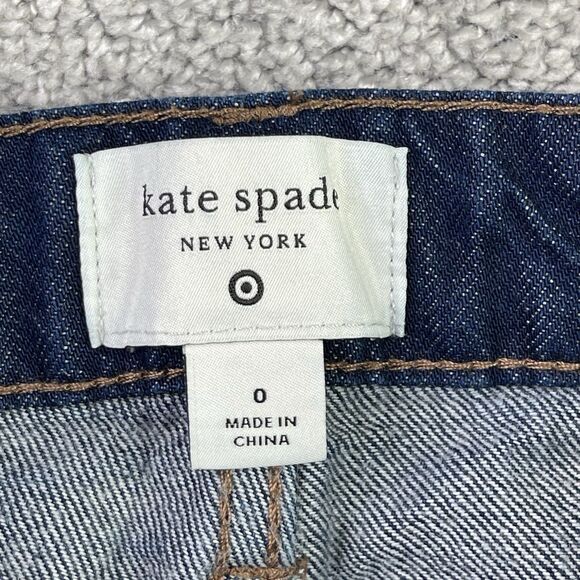 kate spade
NEW YORK
0
MADE IN
CHINA